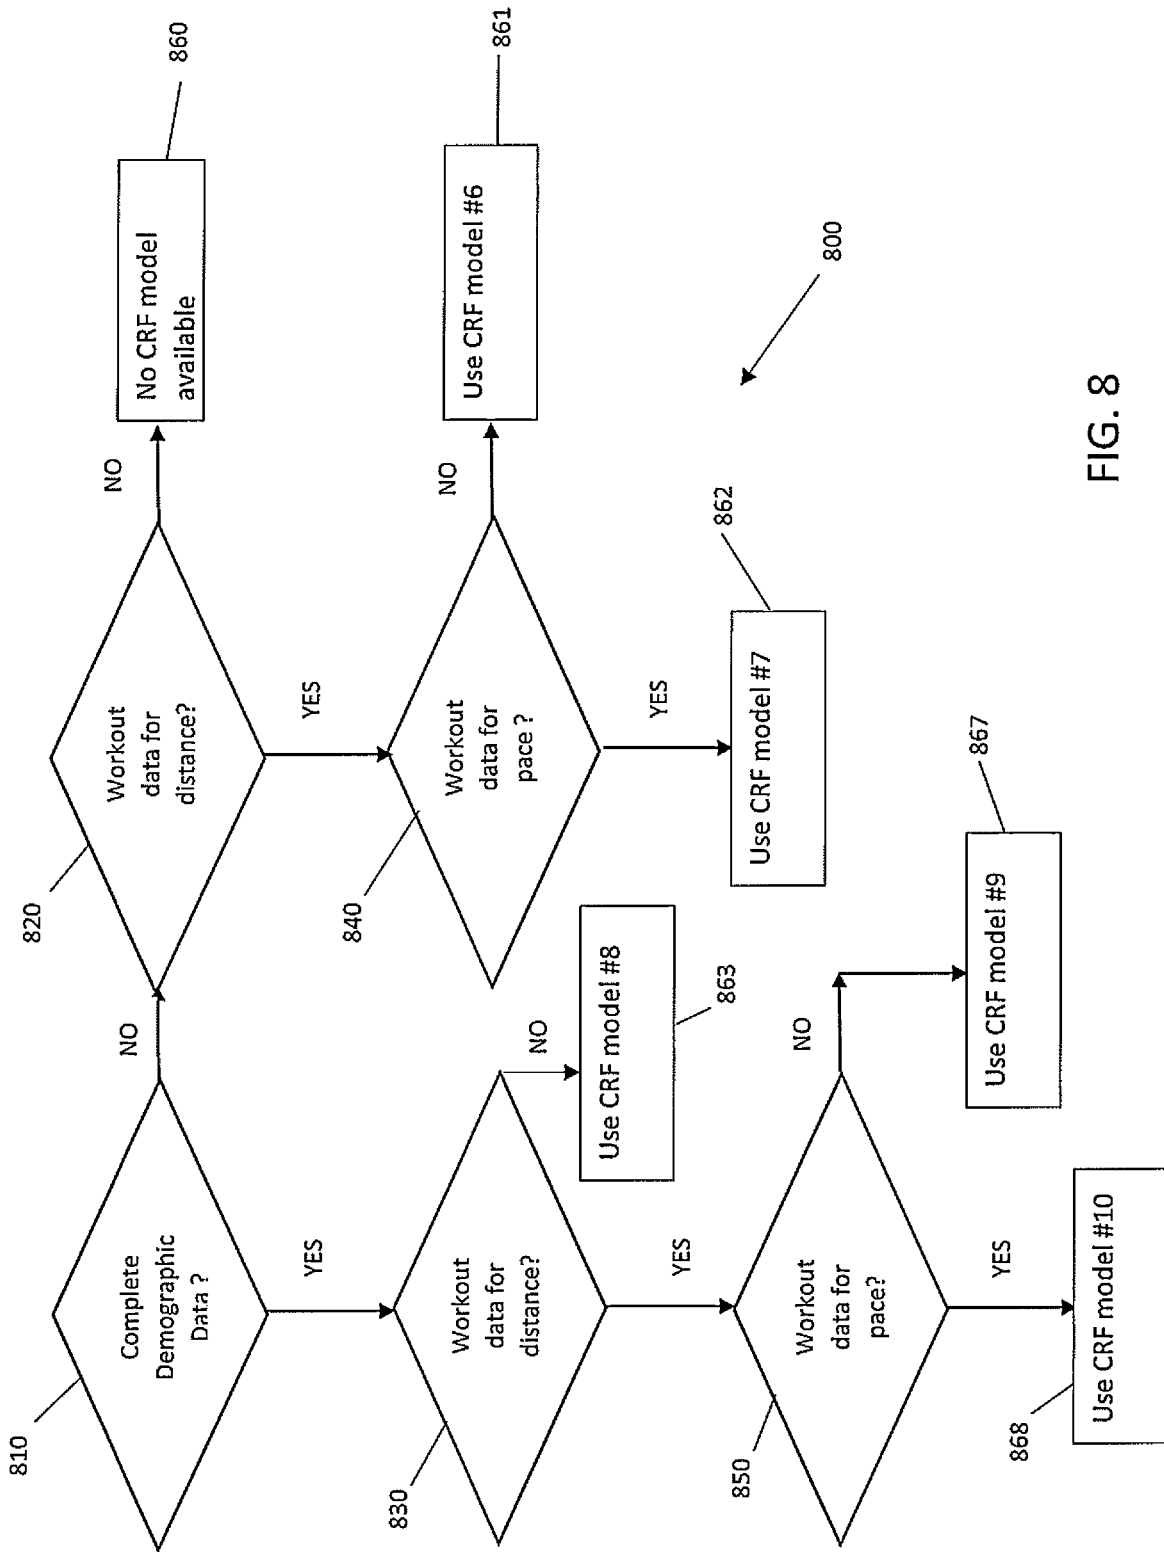 810
Complete
Demographic
Data ?
NO
820
Workout
data for
distance?
NO
No CRF model
available
860
YES
YES
830
Workout
data for
distance?
NO
Use CRF model #8
863
840
Workout
data for
pace ?
NO
Use CRF model #6
861
YES
YES
850
Workout
data for
pace?
NO
Use CRF model #9
867
Use CRF model #7
862
800
YES
868
Use CRF model #10
FIG. 8